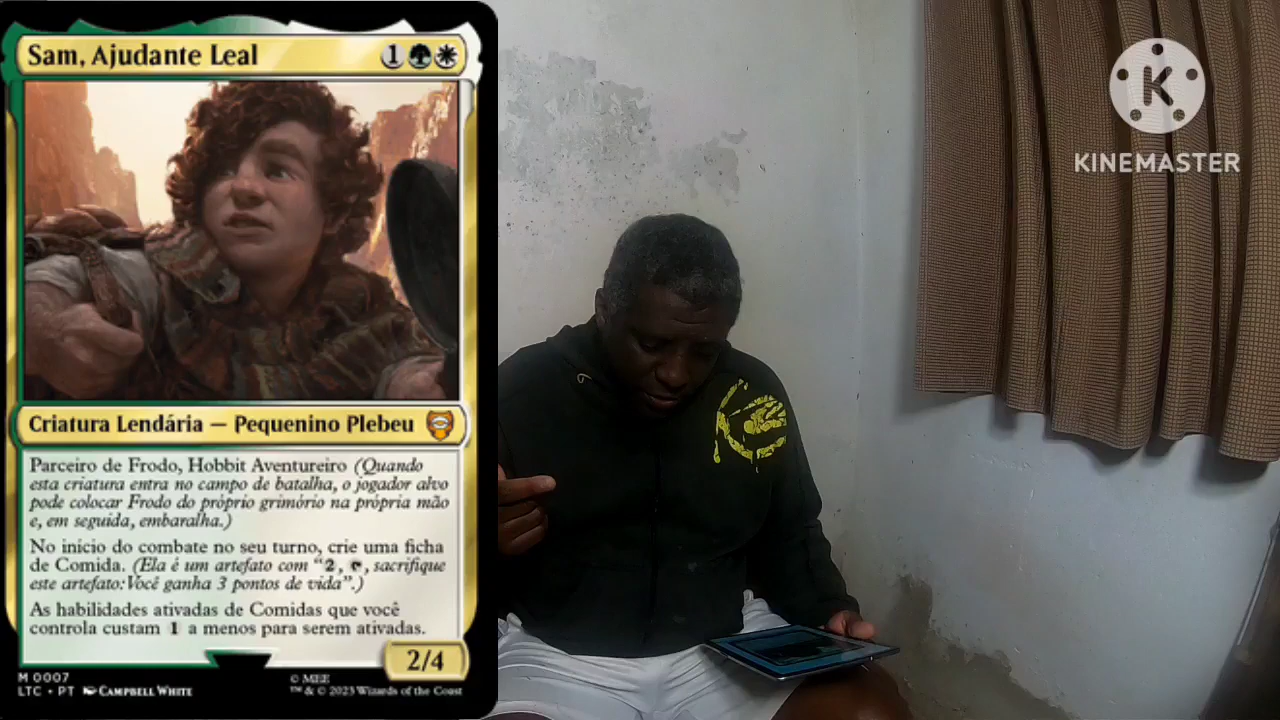 Sam, Ajudante Leal 1
Criatura Lendária — Pequenino Plebeu
Parceiro de Frodo, Hobbit Aventureiro (Quando
esta criatura entra no campo de batalha, o jogador alvo
pode colocar Frodo do próprio grimório na própria mão
e, em seguida, embaralha.)
No início do combate no seu turno, crie uma ficha
de Comida. (Ela é um artefato com “2, , sacrifique
este artefato: Você ganha 3 pontos de vida”.)
As habilidades ativadas de Comidas que você
controla custam 1 a menos para serem ativadas.
2/4
M 0007
LTC • PT CAMPBELL WHITE
© MEE
™ & © 2023 Wizards of the Coast
K
KINEMASTER